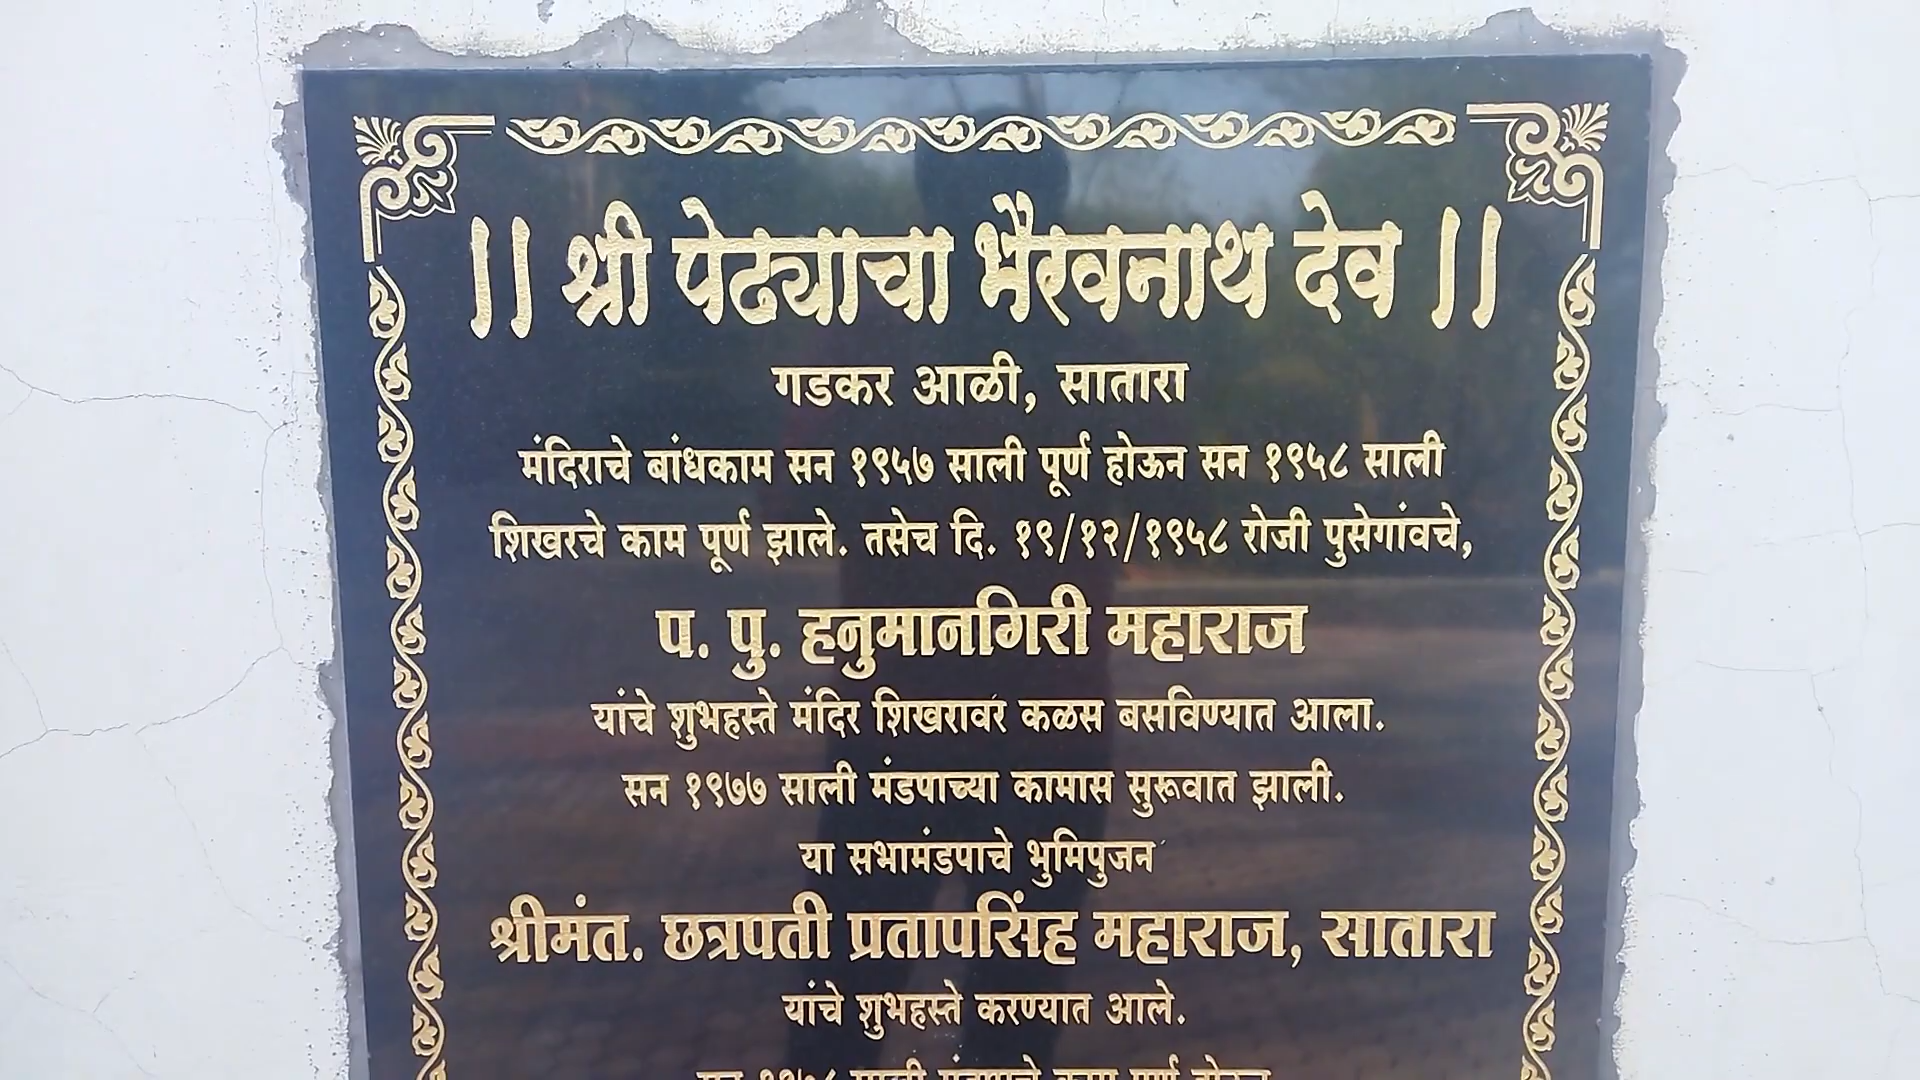 || श्री पेढ्याचा भैरवनाथ देव ||
गडकर आळी, सातारा
मंदिराचे बांधकाम सन १९५७ साली पूर्ण होऊन सन १९५८ साली
शिखरचे काम पूर्ण झाले. तसेच दि. १९/१२/१९५८ रोजी पुसेगांवचे,
प. पु. हनुमानगिरी महाराज
यांचे शुभहस्ते मंदिर शिखरावर कळस बसविण्यात आला.
सन १९७७ साली मंडपाच्या कामास सुरूवात झाली.
या सभामंडपाचे भुमिपुजन
श्रीमंत. छत्रपती प्रतापसिंह महाराज, सातारा
यांचे शुभहस्ते करण्यात आले.